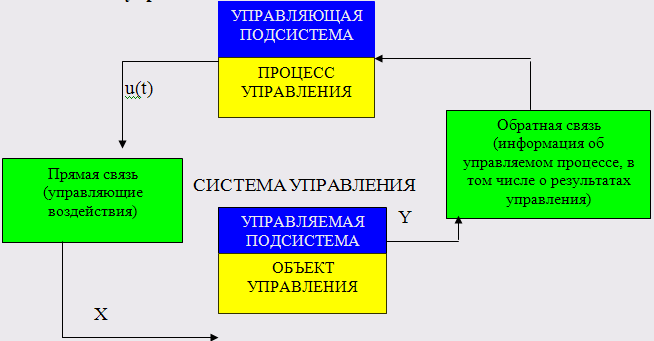 УПРАВЛЯЮЩАЯ
ПОДСИСТЕМА
ПРОЦЕСС
УПРАВЛЕНИЯ
u(t)
Обратная связь
(информация об
управляемом процессе, в
том числе о результатах
управления)
Прямая связь
(управляющие
воздействия)
СИСТЕМА УПРАВЛЕНИЯ
УПРАВЛЯЕМАЯ
ПОДСИСТЕМА
Y
ОБЪЕКТ
УПРАВЛЕНИЯ
X